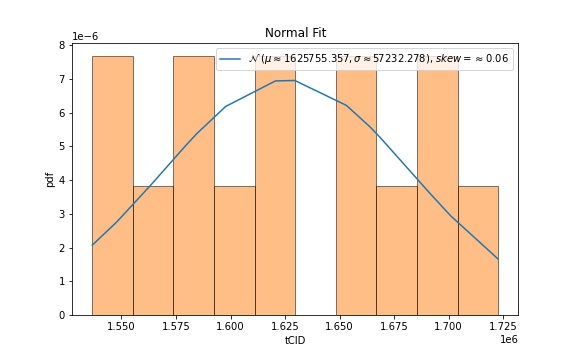 Normal Fit
1e−6
𝒩(μ≈1625755.357, σ≈57232.278), skew=≈0.06
8
7
6
5
4
3
2
1
0
pdf
1.550 1.575 1.600 1.625 1.650 1.675 1.700 1.725
1e6
tCID